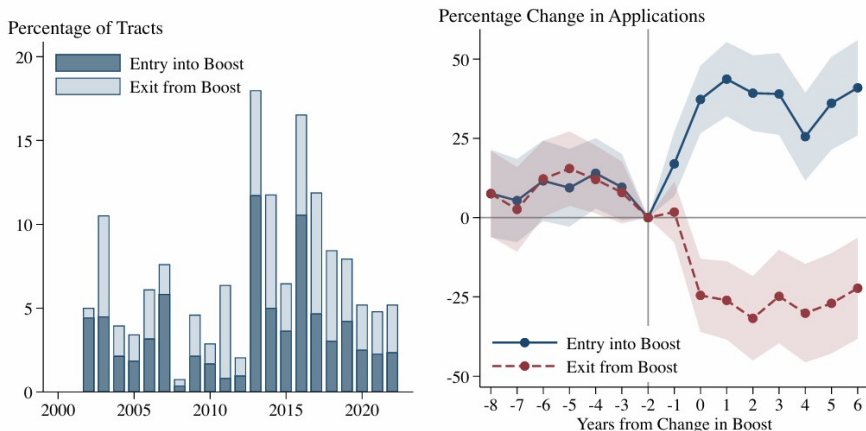 Percentage of Tracts
20
15
10
5
0
2000 2005 2010 2015 2020
Entry into Boost
Exit from Boost
Percentage Change in Applications
50
25
0
-25
-50
Entry into Boost
Exit from Boost
-8 -7 -6 -5 -4 -3 -2 -1 0 1 2 3 4 5 6
Years from Change in Boost